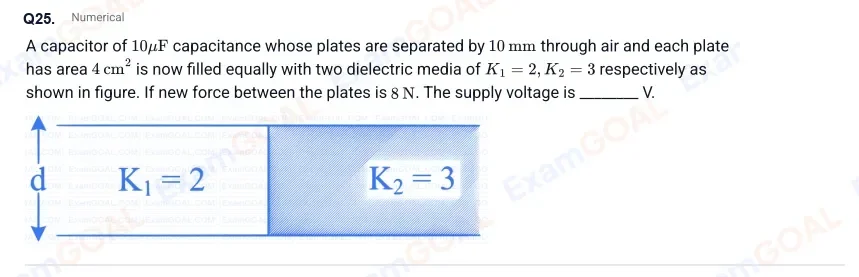 Q25. Numerical
A capacitor of 10μF capacitance whose plates are separated by 10 mm through air and each plate
has area 4 cm² is now filled equally with two dielectric media of K₁ = 2, K₂ = 3 respectively as
shown in figure. If new force between the plates is 8 N. The supply voltage is ______ V.
d
K₁ = 2
K₂ = 3
ExamGOAL